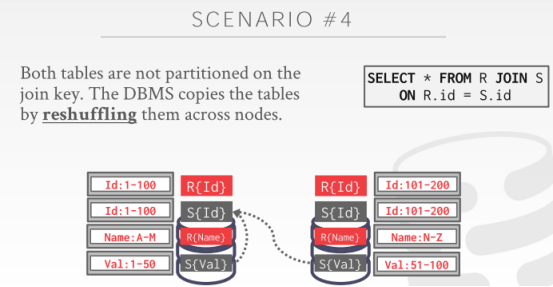 SCENARIO #4
Both tables are not partitioned on the
join key. The DBMS copies the tables
by reshuffling them across nodes.
SELECT * FROM R JOIN S
ON R.id = S.id
Id:1-100 R{Id} R{Id} Id:101-200
Id:1-100 S{Id} S{Id} Id:101-200
Name:A-M R{Name} R{Name} Name:N-Z
Val:1-50 S{Val} S{Val} Val:51-100